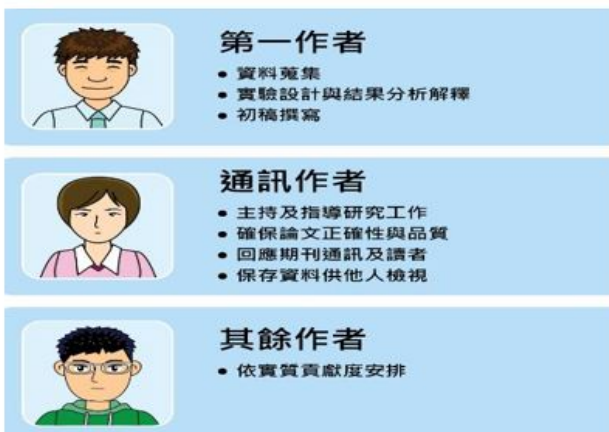 第一作者
• 資料蒐集
• 實驗設計與結果分析解釋
• 初稿撰寫
通訊作者
• 主持及指導研究工作
• 確保論文正確性與品質
• 回應期刊通訊及讀者
• 保存資料供他人檢視
其餘作者
• 依實質貢獻度安排